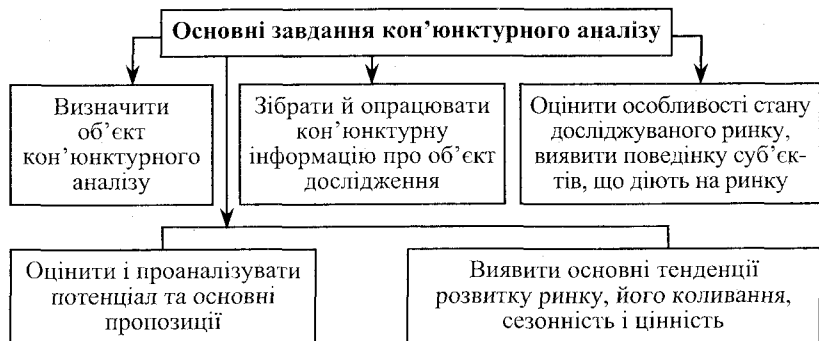 Основні завдання кон’юнктурного аналізу
Визначити
об’єкт
кон’юнктурного
аналізу
Зібрати й опрацювати
кон’юнктурну
інформацію про об’єкт
дослідження
Оцінити особливості стану
досліджуваного ринку,
виявити поведінку суб’єк-
тів, що діють на ринку
Оцінити і проаналізувати
потенціал та основні
пропозиції
Виявити основні тенденції
розвитку ринку, його коливання,
сезонність і цінність